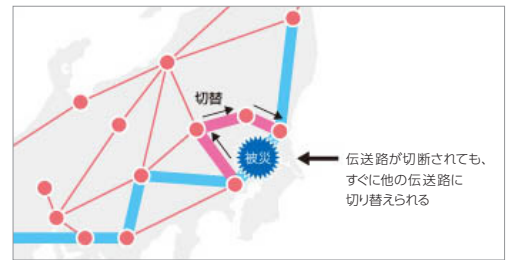 切替
被災
伝送路が切断されても、
すぐに他の伝送路に
切り替えられる